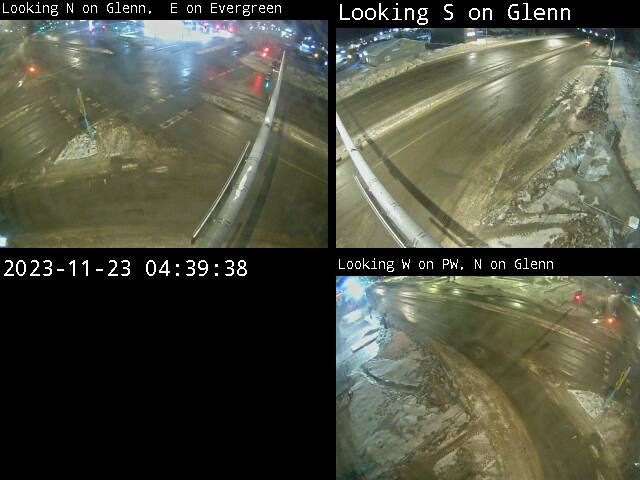 Looking N on Glenn,  E on Evergreen
Looking S on Glenn
2023-11-23 04:39:38
Looking W on PW, N on Glenn